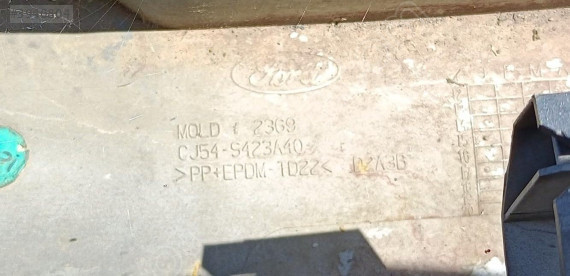 Ford
MOLD 2369
CJ54-S423A40
>PP+EPDM-TD22<